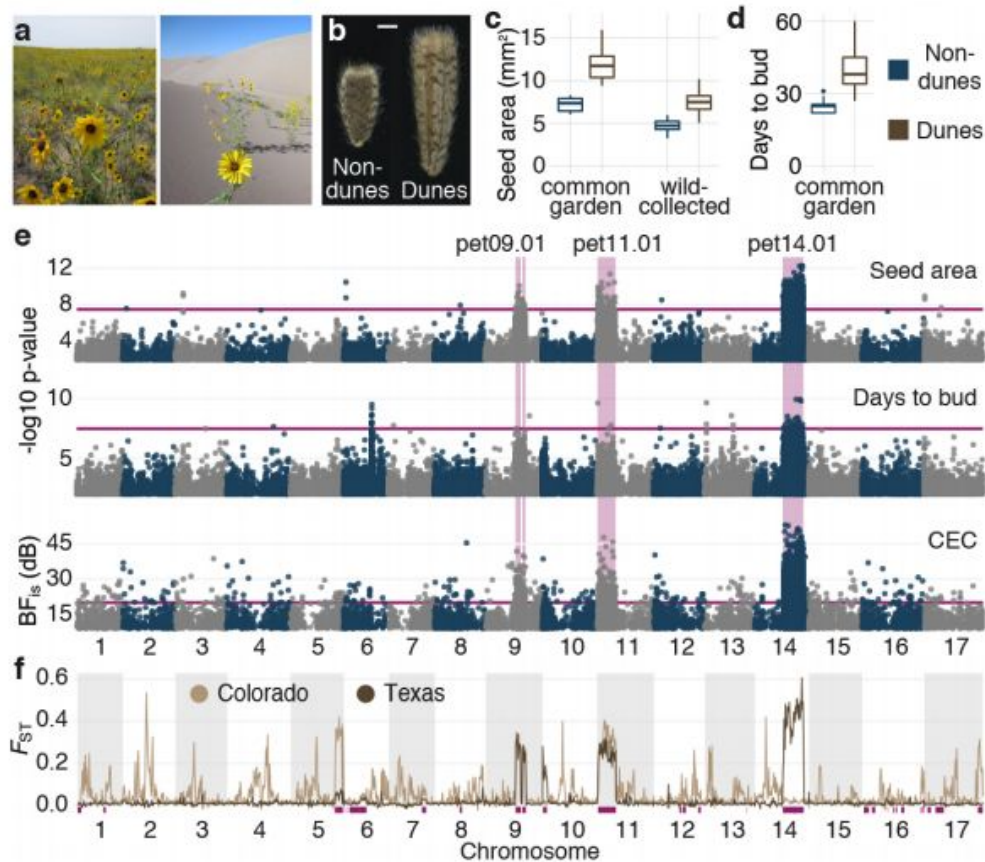 a
b
Non-
dunes
Dunes
c
Seed area (mm²)
15
10
5
0
common
garden
wild-
collected
d
Days to bud
60
30
0
common
garden
Non-
dunes
Dunes
e
pet09.01
pet11.01
pet14.01
-log10 p-value
12
8
4
Seed area
10
5
Days to bud
BFis (dB)
45
30
15
CEC
1 2 3 4 5 6 7 8 9 10 11 12 13 14 15 16 17
f
FST
0.6
0.4
0.2
0.0
Colorado
Texas
1 2 3 4 5 6 7 8 9 10 11 12 13 14 15 16 17
Chromosome